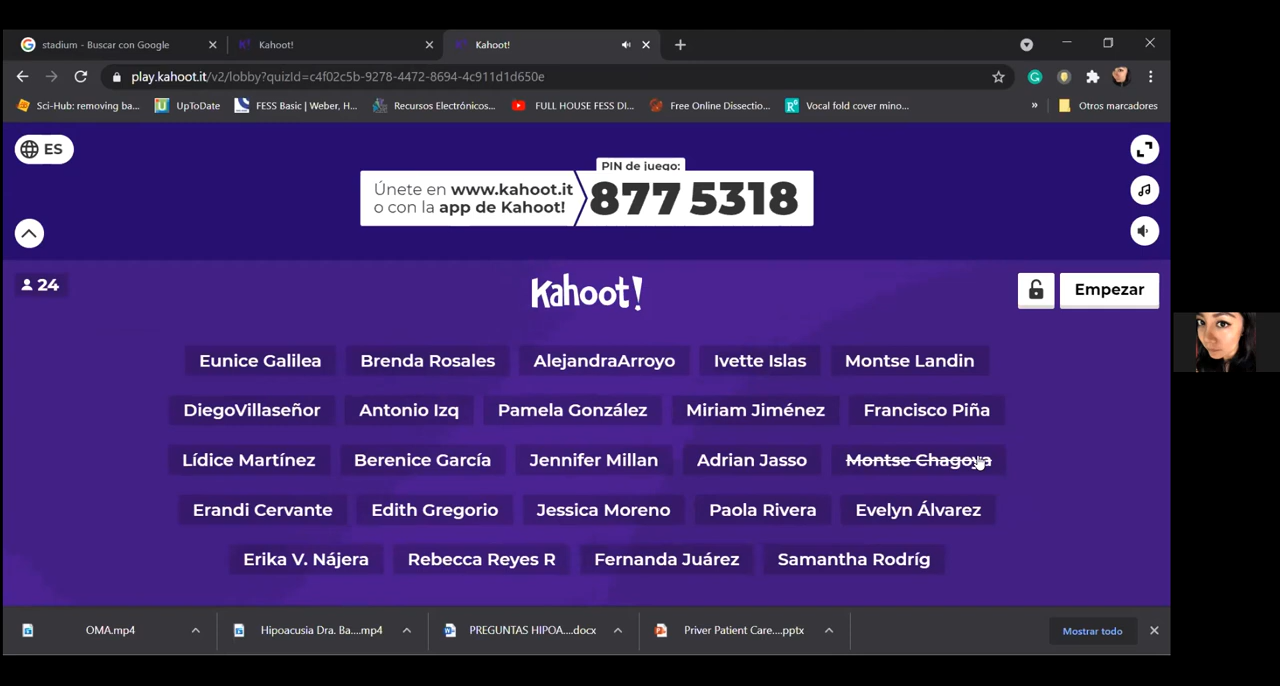 stadium - Buscar con Google
Kahoot!
Kahoot!
play.kahoot.it/v2/lobby?quizId=c4f02c5b-9278-4472-8694-4c911d1d650e
Sci-Hub: removing ba... UpToDate FESS Basic | Weber, H... Recursos Electrónicos... FULL HOUSE FESS DI... Free Online Dissectio... Vocal fold cover mino... » Otros marcadores
ES
PIN de juego:
Únete en www.kahoot.it
o con la app de Kahoot!
877 5318
24
Kahoot!
Empezar
Eunice Galilea Brenda Rosales AlejandraArroyo Ivette Islas Montse Landin
DiegoVillaseñor Antonio Izq Pamela González Miriam Jiménez Francisco Piña
Lídice Martínez Berenice García Jennifer Millan Adrian Jasso Montse Chagoya
Erandi Cervante Edith Gregorio Jessica Moreno Paola Rivera Evelyn Álvarez
Erika V. Nájera Rebecca Reyes R Fernanda Juárez Samantha Rodríg
OMA.mp4 Hipoacusia Dra. Ba....mp4 PREGUNTAS HIPOA....docx Priver Patient Care....pptx Mostrar todo